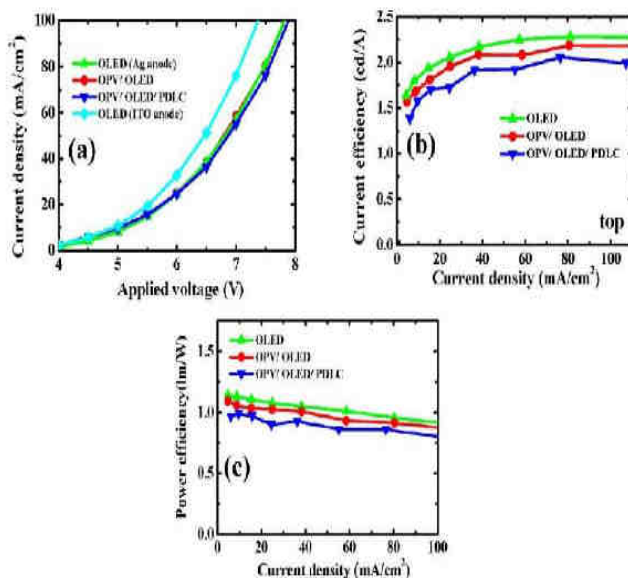 100
80
60
40
20
0
Current density (mA/cm²)
OLED (Ag anode)
OPV/ OLED
OPV/ OLED/ PDLC
OLED (ITO anode)
(a)
4 5 6 7 8
Applied voltage (V)
2.5
2.0
1.5
1.0
0.5
0.0
Current efficiency (cd/A)
(b)
OLED
OPV/ OLED
OPV/ OLED/ PDLC
top
0 20 40 60 80 100
Current density (mA/cm²)
1.5
1.0
0.5
0.0
Power efficiency(lm/W)
OLED
OPV/ OLED
OPV/ OLED/ PDLC
(c)
0 20 40 60 80 100
Current density (mA/cm²)